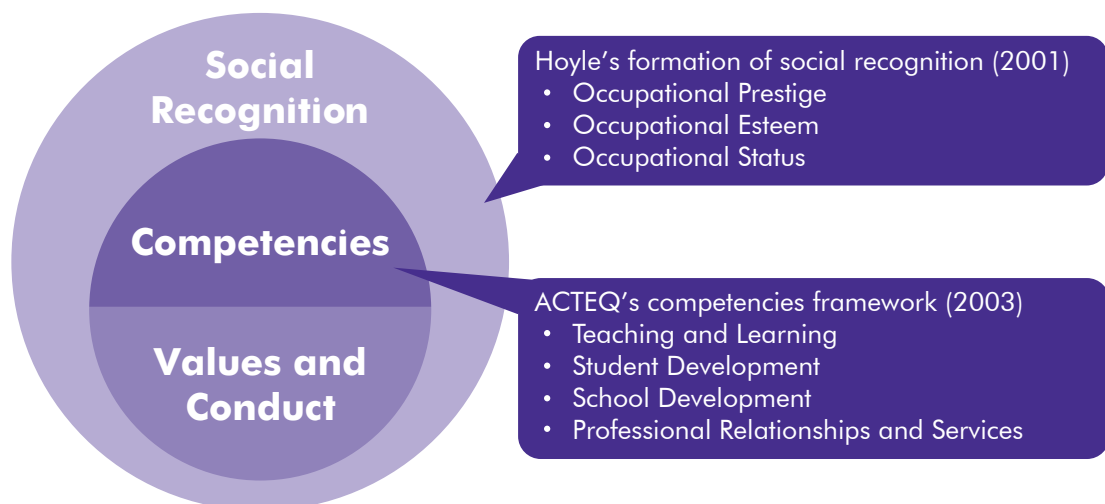 Social
Recognition
Competencies
Values and
Conduct
Hoyle’s formation of social recognition (2001)
• Occupational Prestige
• Occupational Esteem
• Occupational Status
ACTEQ’s competencies framework (2003)
• Teaching and Learning
• Student Development
• School Development
• Professional Relationships and Services